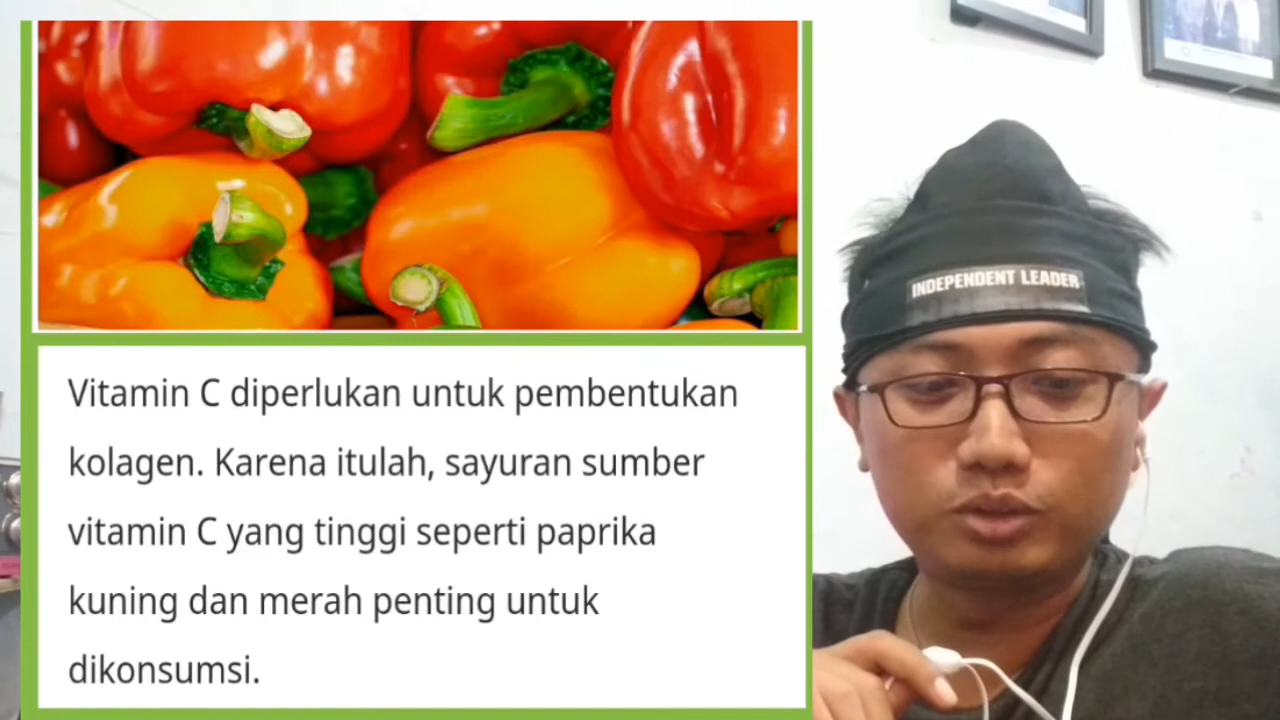 Vitamin C diperlukan untuk pembentukan
kolagen. Karena itulah, sayuran sumber
vitamin C yang tinggi seperti paprika
kuning dan merah penting untuk
dikonsumsi.
INDEPENDENT LEADER